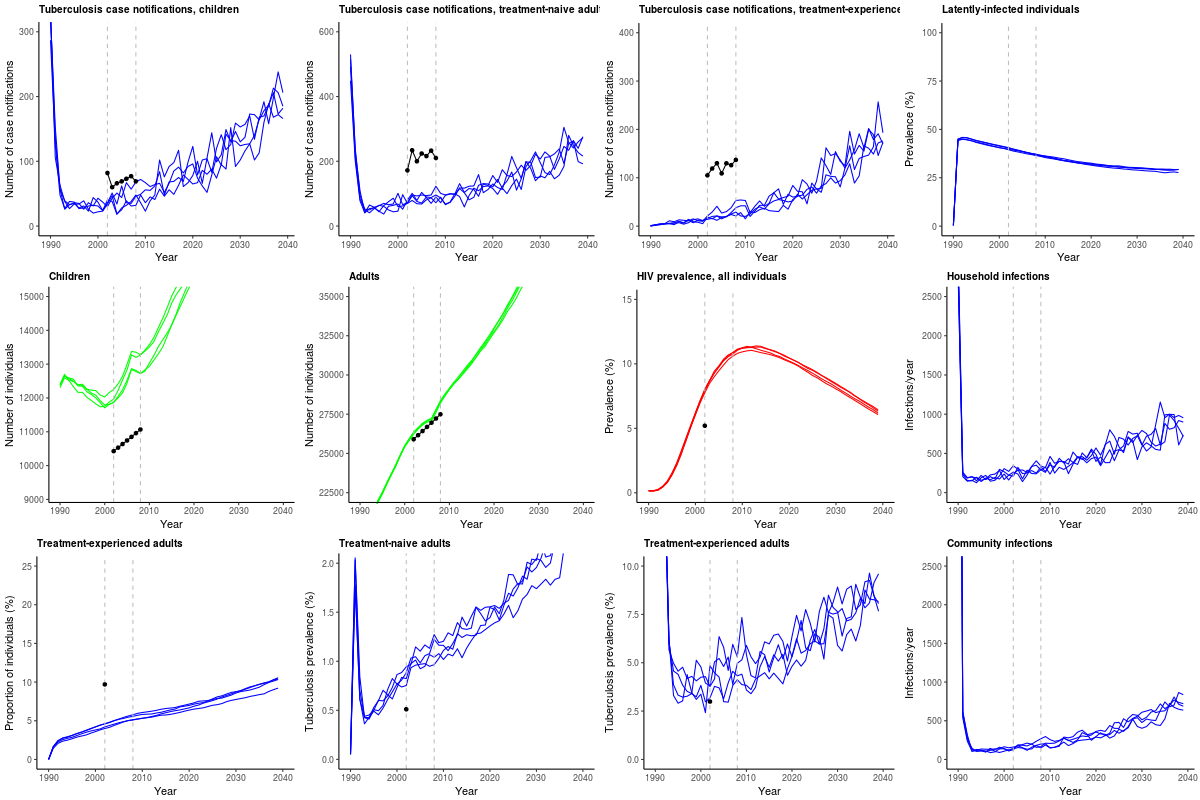 Tuberculosis case notifications, children
Number of case notifications
300
200
100
0
1990 2000 2010 2020 2030 2040
Year
Tuberculosis case notifications, treatment-naive adul
Number of case notifications
600
400
200
0
1990 2000 2010 2020 2030 2040
Year
Tuberculosis case notifications, treatment-experience
Number of case notifications
400
300
200
100
0
1990 2000 2010 2020 2030 2040
Year
Latently-infected individuals
Prevalence (%)
100
75
50
25
0
1990 2000 2010 2020 2030 2040
Year
Children
Number of individuals
15000
14000
13000
12000
11000
10000
9000
1990 2000 2010 2020 2030 2040
Year
Adults
Number of individuals
35000
32500
30000
27500
25000
22500
1990 2000 2010 2020 2030 2040
Year
HIV prevalence, all individuals
Prevalence (%)
15
10
5
0
1990 2000 2010 2020 2030 2040
Year
Household infections
Infections/year
2500
2000
1500
1000
500
0
1990 2000 2010 2020 2030 2040
Year
Treatment-experienced adults
Proportion of individuals (%)
25
20
15
10
5
0
1990 2000 2010 2020 2030 2040
Year
Treatment-naive adults
Tuberculosis prevalence (%)
2.0
1.5
1.0
0.5
0.0
1990 2000 2010 2020 2030 2040
Year
Treatment-experienced adults
Tuberculosis prevalence (%)
10.0
7.5
5.0
2.5
0.0
1990 2000 2010 2020 2030 2040
Year
Community infections
Infections/year
2500
2000
1500
1000
500
0
1990 2000 2010 2020 2030 2040
Year